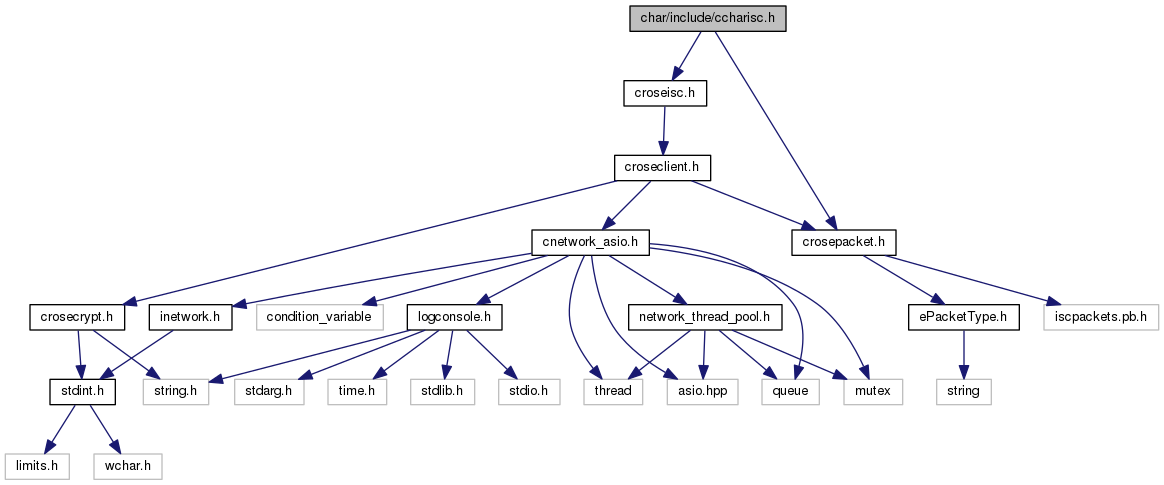 char/include/ccharisc.h
croseisc.h
croseclient.h
cnetwork_asio.h
crosepacket.h
crosecrypt.h
inetwork.h
condition_variable
logconsole.h
network_thread_pool.h
ePacketType.h
iscpackets.pb.h
stdint.h
string.h
stdarg.h
time.h
stdlib.h
stdio.h
thread
asio.hpp
queue
mutex
string
limits.h
wchar.h